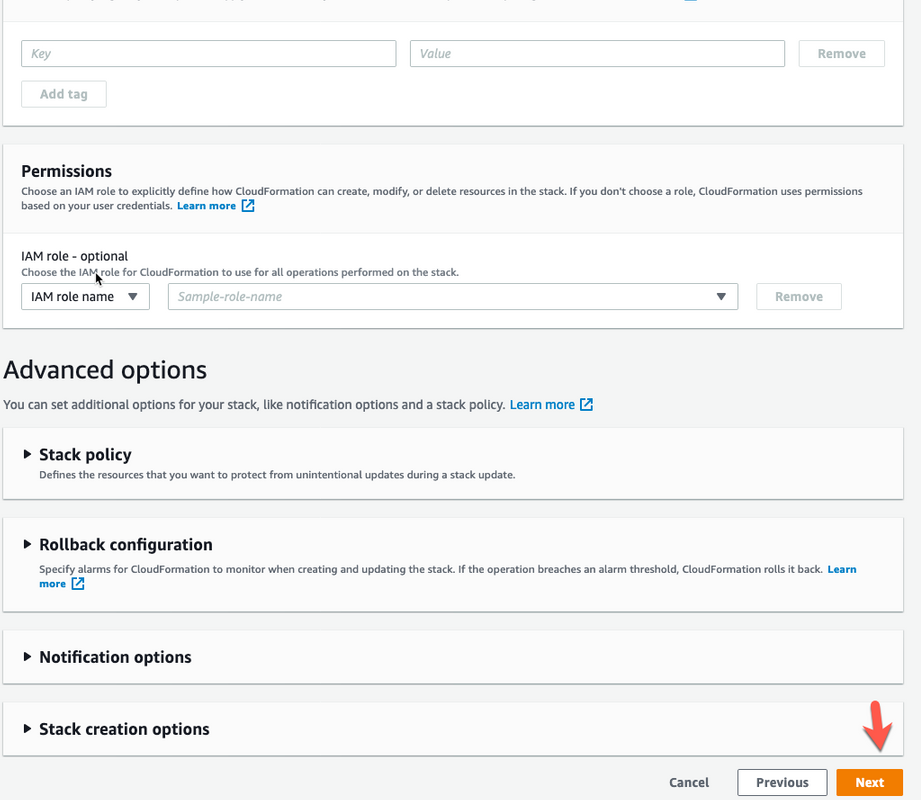 Key
Value
Remove
Add tag
Permissions
Choose an IAM role to explicitly define how CloudFormation can create, modify, or delete resources in the stack. If you don't choose a role, CloudFormation uses permissions
based on your user credentials. Learn more
IAM role - optional
Choose the IAM role for CloudFormation to use for all operations performed on the stack.
IAM role name
Sample-role-name
Remove
Advanced options
You can set additional options for your stack, like notification options and a stack policy. Learn more
Stack policy
Defines the resources that you want to protect from unintentional updates during a stack update.
Rollback configuration
Specify alarms for CloudFormation to monitor when creating and updating the stack. If the operation breaches an alarm threshold, CloudFormation rolls it back. Learn
more
Notification options
Stack creation options
Cancel
Previous
Next